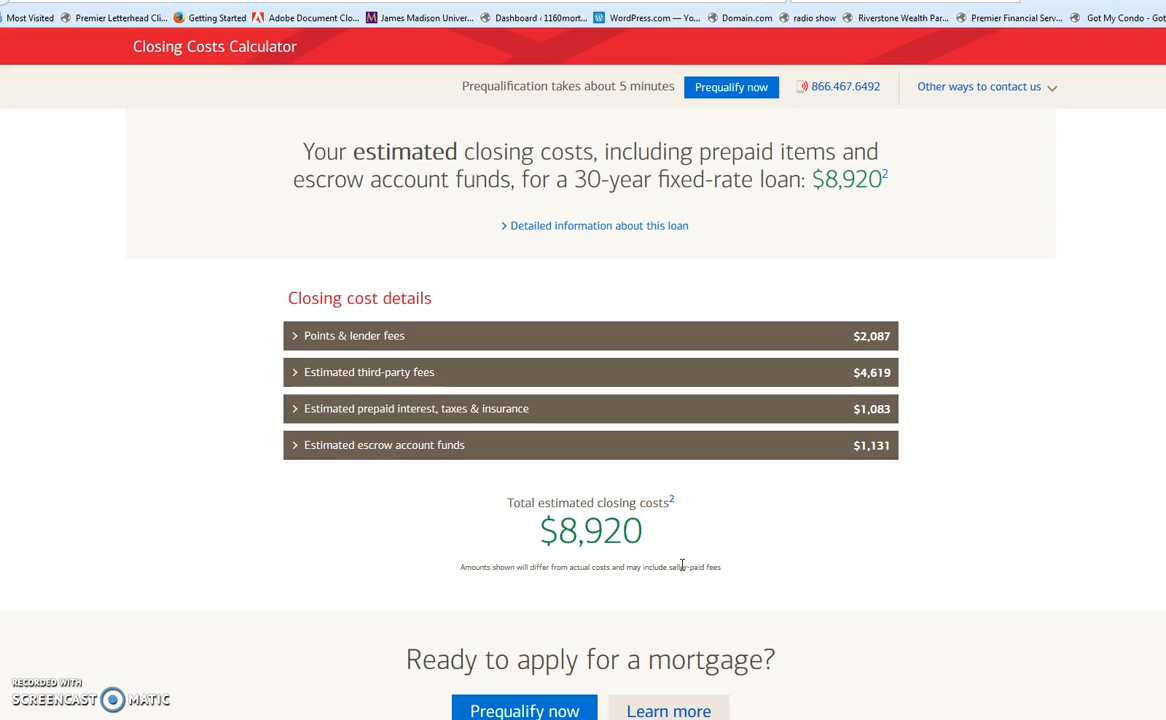 Most Visited Premier Letterhead Cli... Getting Started Adobe Document Clo... James Madison Univer... Dashboard ‹ 1160mort... WordPress.com — Yo... Domain.com radio show Riverstone Wealth Par... Premier Financial Serv... Got My Condo - Got
Closing Costs Calculator
Prequalification takes about 5 minutes Prequalify now 866.467.6492 Other ways to contact us
Your estimated closing costs, including prepaid items and
escrow account funds, for a 30-year fixed-rate loan: $8,920²
Detailed information about this loan
Closing cost details
Points & lender fees $2,087
Estimated third-party fees $4,619
Estimated prepaid interest, taxes & insurance $1,083
Estimated escrow account funds $1,131
Total estimated closing costs²
$8,920
Amounts shown will differ from actual costs and may include seller-paid fees
Ready to apply for a mortgage?
Prequalify now Learn more
RECORDED WITH
SCREENCAST MATIC